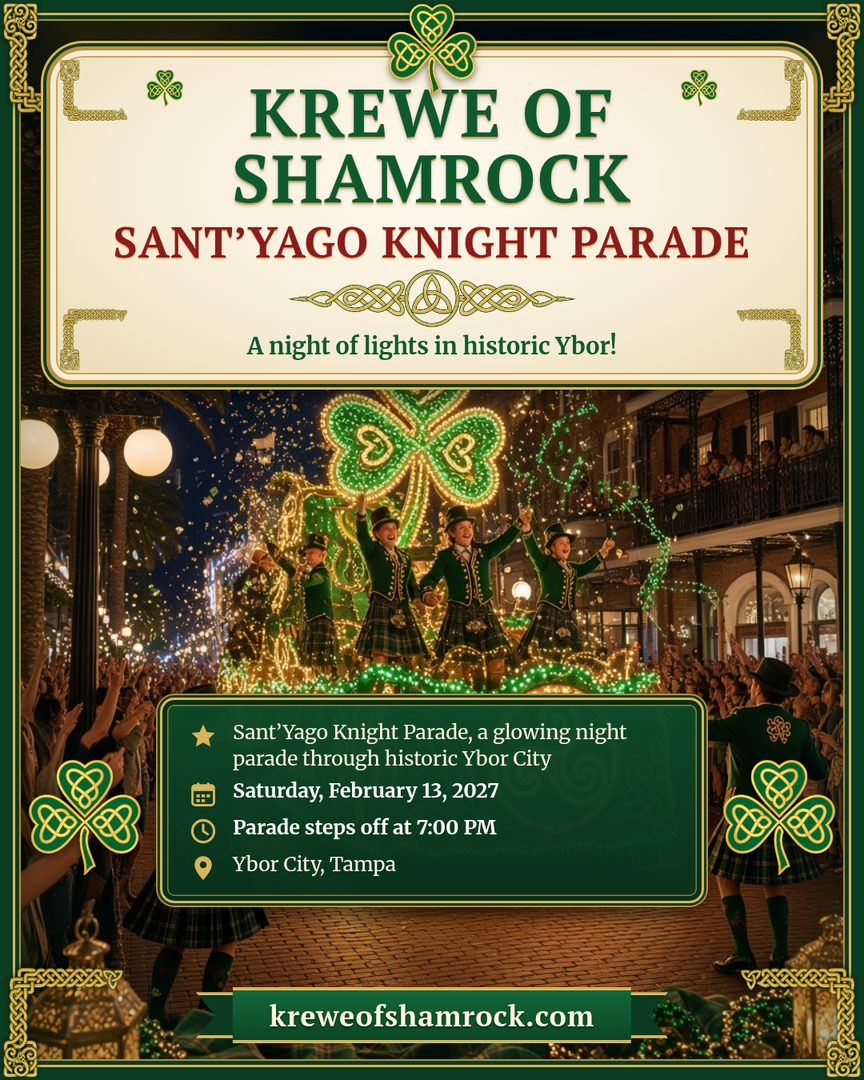 KREWE OF
SHAMROCK
SANT’YAGO KNIGHT PARADE
A night of lights in historic Ybor!
Sant’Yago Knight Parade, a glowing night
parade through historic Ybor City
Saturday, February 13, 2027
Parade steps off at 7:00 PM
Ybor City, Tampa
kreweofshamrock.com